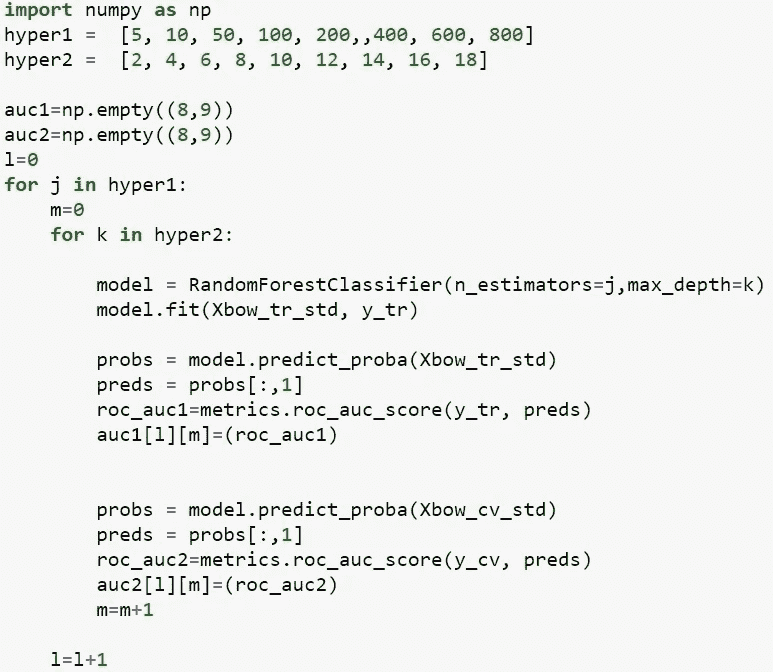 import numpy as np
hyper1 = [5, 10, 50, 100, 200,,400, 600, 800]
hyper2 = [2, 4, 6, 8, 10, 12, 14, 16, 18]
auc1=np.empty((8,9))
auc2=np.empty((8,9))
l=0
for j in hyper1:
    m=0
    for k in hyper2:
        model = RandomForestClassifier(n_estimators=j,max_depth=k)
        model.fit(Xbow_tr_std, y_tr)
        probs = model.predict_proba(Xbow_tr_std)
        preds = probs[:,1]
        roc_auc1=metrics.roc_auc_score(y_tr, preds)
        auc1[l][m]=(roc_auc1)
        probs = model.predict_proba(Xbow_cv_std)
        preds = probs[:,1]
        roc_auc2=metrics.roc_auc_score(y_cv, preds)
        auc2[l][m]=(roc_auc2)
        m=m+1
    l=l+1